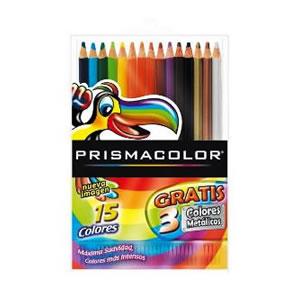 PRISMACOLOR
nueva
imagen
15
Colores
GRATIS
3 Colores
Metálicos
Máxima Suavidad,
Colores más Intensos